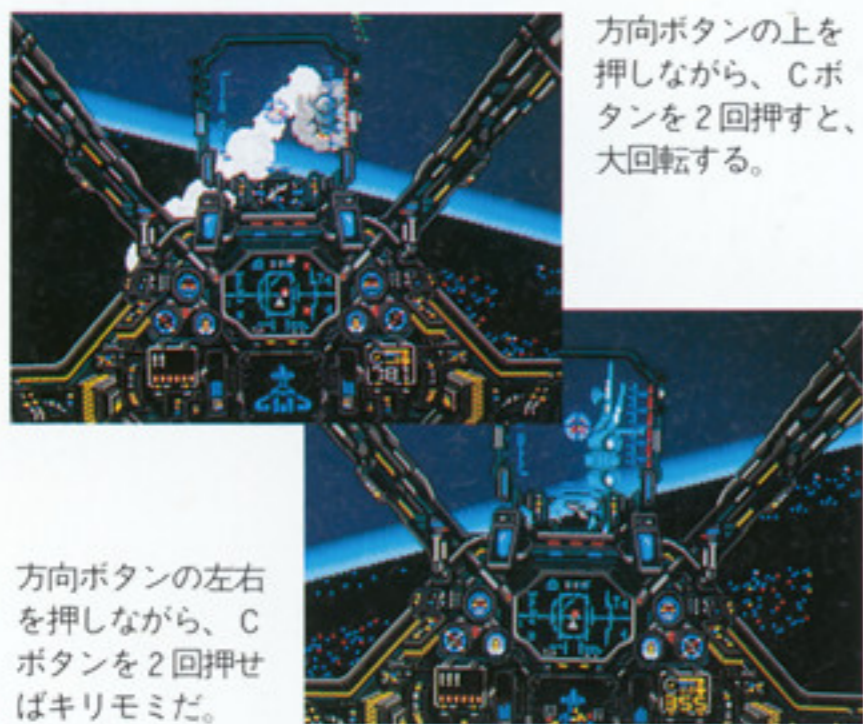 方向ボタンの上を
押しながら、Cボ
タンを2回押すと、
大回転する。
方向ボタンの左右
を押しながら、C
ボタンを2回押せ
ばキリモミだ。